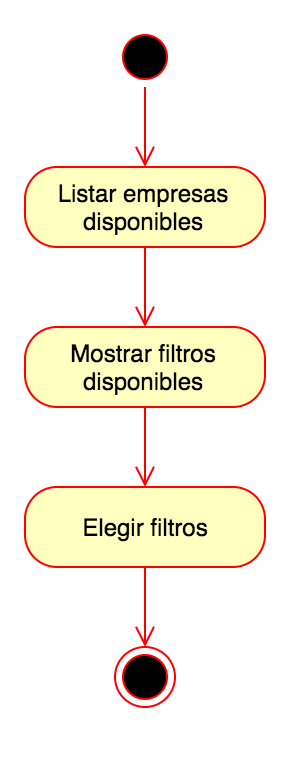 Listar empresas
disponibles
Mostrar filtros
disponibles
Elegir filtros